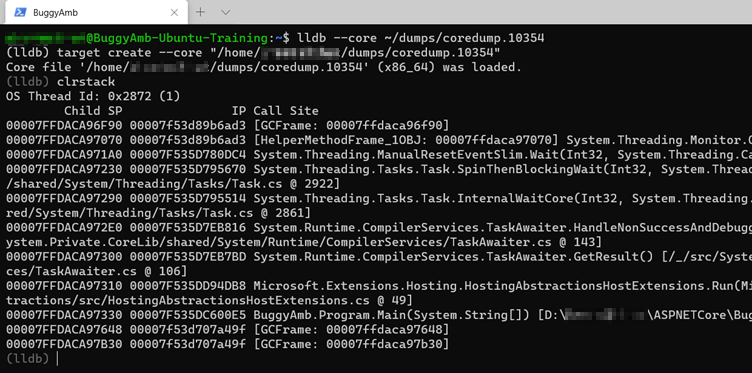 BuggyAmb
@BuggyAmb-Ubuntu-Training:~$ lldb --core ~/dumps/coredump.10354
(lldb) target create --core "/home/ /dumps/coredump.10354"
Core file '/home/ /dumps/coredump.10354' (x86_64) was loaded.
(lldb) clrstack
OS Thread Id: 0x2872 (1)
Child SP IP Call Site
00007FFDACA96F90 00007f53d89b6ad3 [GCFrame: 00007ffdaca96f90]
00007FFDACA97070 00007f53d89b6ad3 [HelperMethodFrame_1OBJ: 00007ffdaca97070] System.Threading.Monitor.O
00007FFDACA971A0 00007F535D780DC4 System.Threading.ManualResetEventSlim.Wait(Int32, System.Threading.Ca
00007FFDACA97230 00007F535D795670 System.Threading.Tasks.Task.SpinThenBlockingWait(Int32, System.Thread
/shared/System/Threading/Tasks/Task.cs @ 2922]
00007FFDACA97290 00007F535D795514 System.Threading.Tasks.Task.InternalWaitCore(Int32, System.Threading.
red/System/Threading/Tasks/Task.cs @ 2861]
00007FFDACA972E0 00007F535D7EB816 System.Runtime.CompilerServices.TaskAwaiter.HandleNonSuccessAndDebugg
ystem.Private.CoreLib/shared/System/Runtime/CompilerServices/TaskAwaiter.cs @ 143]
00007FFDACA97300 00007F535D7EB7BD System.Runtime.CompilerServices.TaskAwaiter.GetResult() [/_/src/Syste
ces/TaskAwaiter.cs @ 106]
00007FFDACA97310 00007F535DD94DB8 Microsoft.Extensions.Hosting.HostingAbstractionsHostExtensions.Run(Mi
tractions/src/HostingAbstractionsHostExtensions.cs @ 49]
00007FFDACA97330 00007F535DC600E5 BuggyAmb.Program.Main(System.String[]) [D:\ \ASPNETCore\Bug
00007FFDACA97648 00007f53d707a49f [GCFrame: 00007ffdaca97648]
00007FFDACA97B30 00007f53d707a49f [GCFrame: 00007ffdaca97b30]
(lldb)